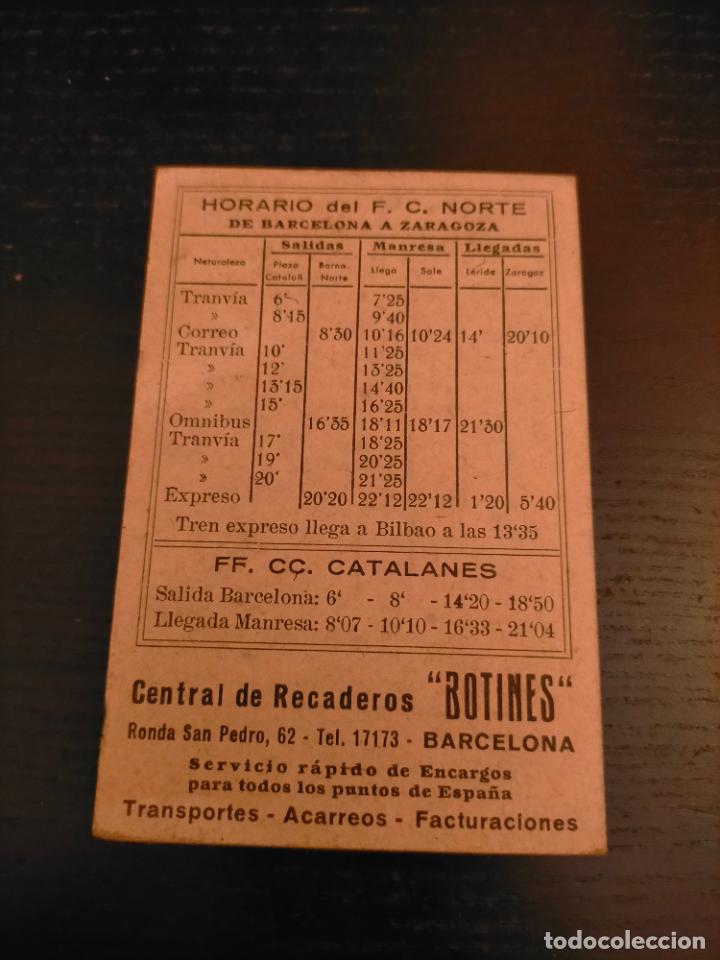 HORARIO del F. C. NORTE
DE BARCELONA A ZARAGOZA
Salidas Manresa Llegadas
Naturaleza Plaza Cataluñ Barna. Norte Llega Sale Lérida Zaragoz
Tranvía 6' 7'25
» 8'15 9'40
Correo 8'30 10'16 10'24 14' 20'10
Tranvía 10' 11'25
» 12' 13'25
» 13'15 14'40
» 15' 16'25
Omnibus 16'35 18'11 18'17 21'30
Tranvía 17' 18'25
» 19' 20'25
» 20' 21'25
Expreso 20'20 22'12 22'12 1'20 5'40
Tren expreso llega a Bilbao a las 13'35
FF. CC. CATALANES
Salida Barcelona: 6' - 8' - 14'20 - 18'50
Llegada Manresa: 8'07 - 10'10 - 16'33 - 21'04
Central de Recaderos "BOTINES"
Ronda San Pedro, 62 - Tel. 17173 - BARCELONA
Servicio rápido de Encargos
para todos los puntos de España
Transportes - Acarreos - Facturaciones
todocoleccion
todocoleccion.net